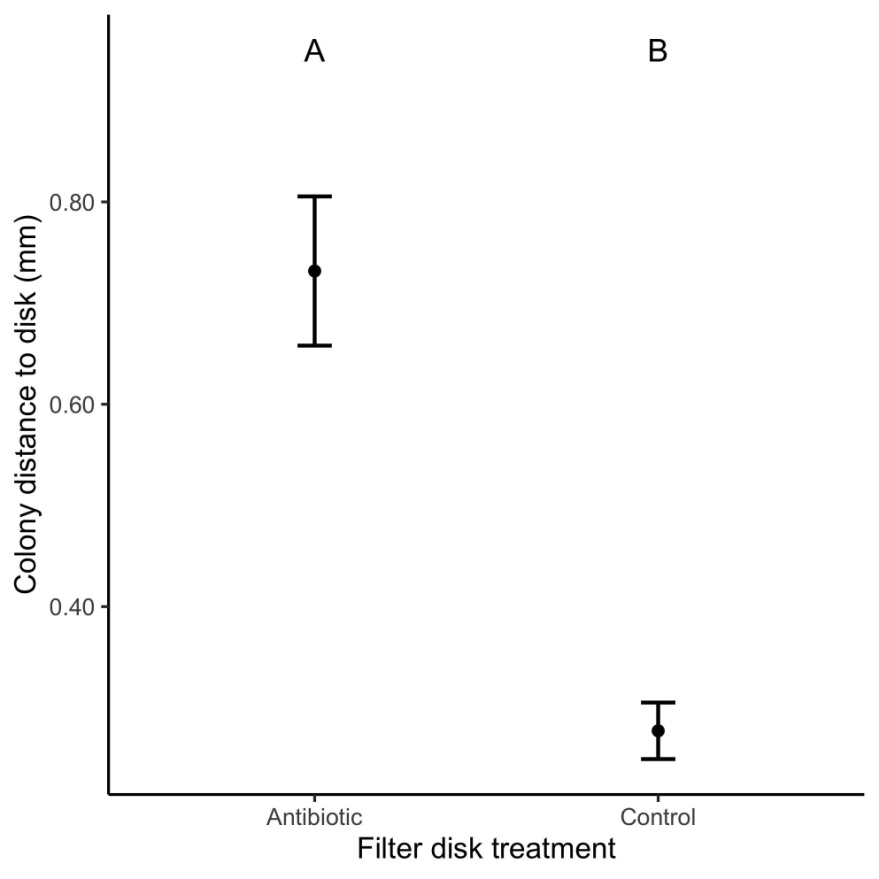 A B
0.80
0.60
0.40
Colony distance to disk (mm)
Antibiotic Control
Filter disk treatment